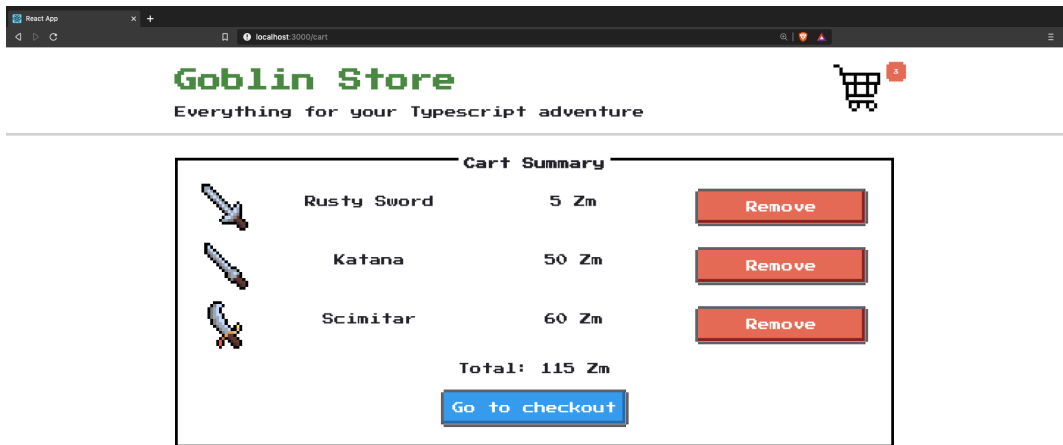 React App
localhost:3000/cart
Goblin Store
3
Everything for your Typescript adventure
Cart Summary
Rusty Sword 5 Zm Remove
Katana 50 Zm Remove
Scimitar 60 Zm Remove
Total: 115 Zm
Go to checkout